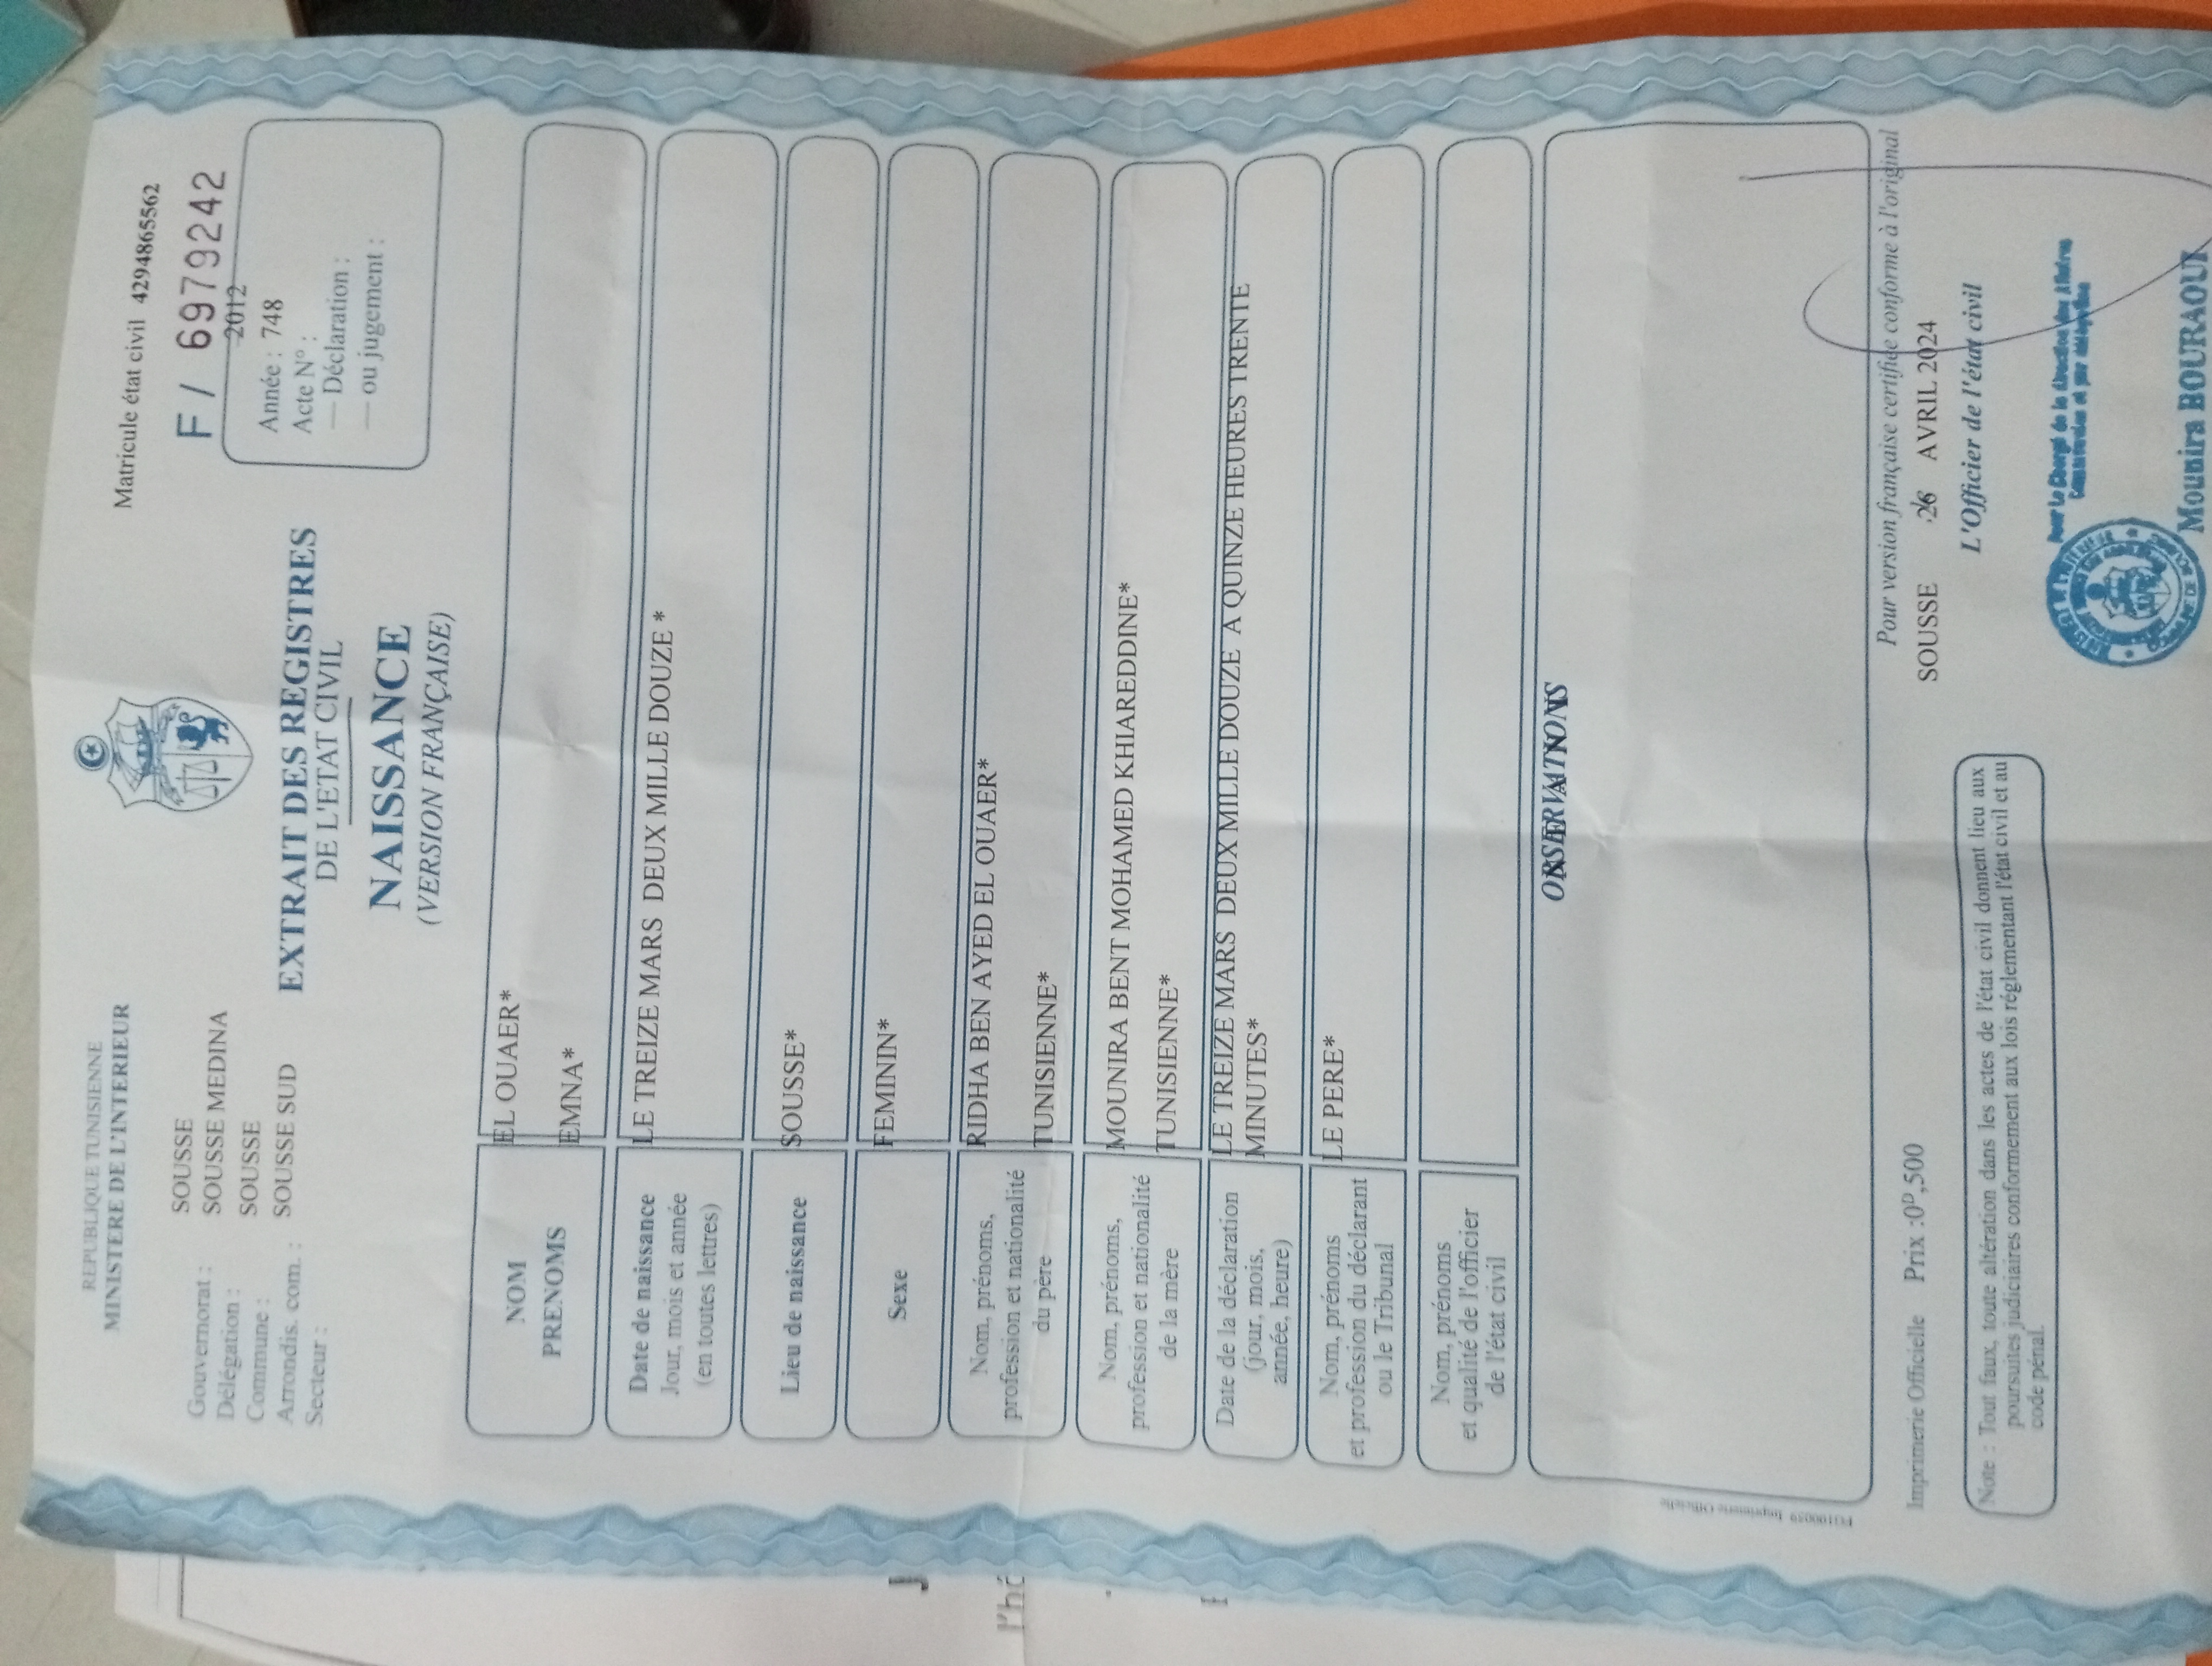 REPUBLIQUE TUNISIENNE
MINISTERE DE L'INTERIEUR
Matricule état civil 4294865562
F / 6979242
Gouvernorat : SOUSSE
Délégation : SOUSSE MEDINA
Commune : SOUSSE
Arrondis. com. : SOUSSE SUD
Secteur :
EXTRAIT DES REGISTRES
DE L'ETAT CIVIL
NAISSANCE
(VERSION FRANÇAISE)
2012
Année : 748
Acte N° :
— Déclaration :
— ou jugement :
NOM
PRENOMS
EL OUAER*
EMNA*
Date de naissance
Jour, mois et année
(en toutes lettres)
LE TREIZE MARS DEUX MILLE DOUZE *
Lieu de naissance
SOUSSE*
Sexe
FEMININ*
Nom, prénoms,
profession et nationalité
du père
RIDHA BEN AYED EL OUAER*
TUNISIENNE*
Nom, prénoms,
profession et nationalité
de la mère
MOUNIRA BENT MOHAMED KHIAREDDINE*
TUNISIENNE*
Date de la déclaration
(jour, mois,
année, heure)
LE TREIZE MARS DEUX MILLE DOUZE A QUINZE HEURES TRENTE
MINUTES*
Nom, prénoms
et profession du déclarant
ou le Tribunal
LE PERE*
Nom, prénoms
et qualité de l'officier
de l'état civil
OBSERVATIONS
Imprimerie Officielle
Pour version française certifiée conforme à l'original
Imprimerie Officielle Prix :0ᴰ,500
SOUSSE 26 AVRIL 2024
L'Officier de l'état civil
Note : Tout faux, toute altération dans les actes de l'état civil donnent lieu aux
poursuites judiciaires conformement aux lois réglementant l'état civil et au
code pénal.
Mounira BOURAOUI
l'hô